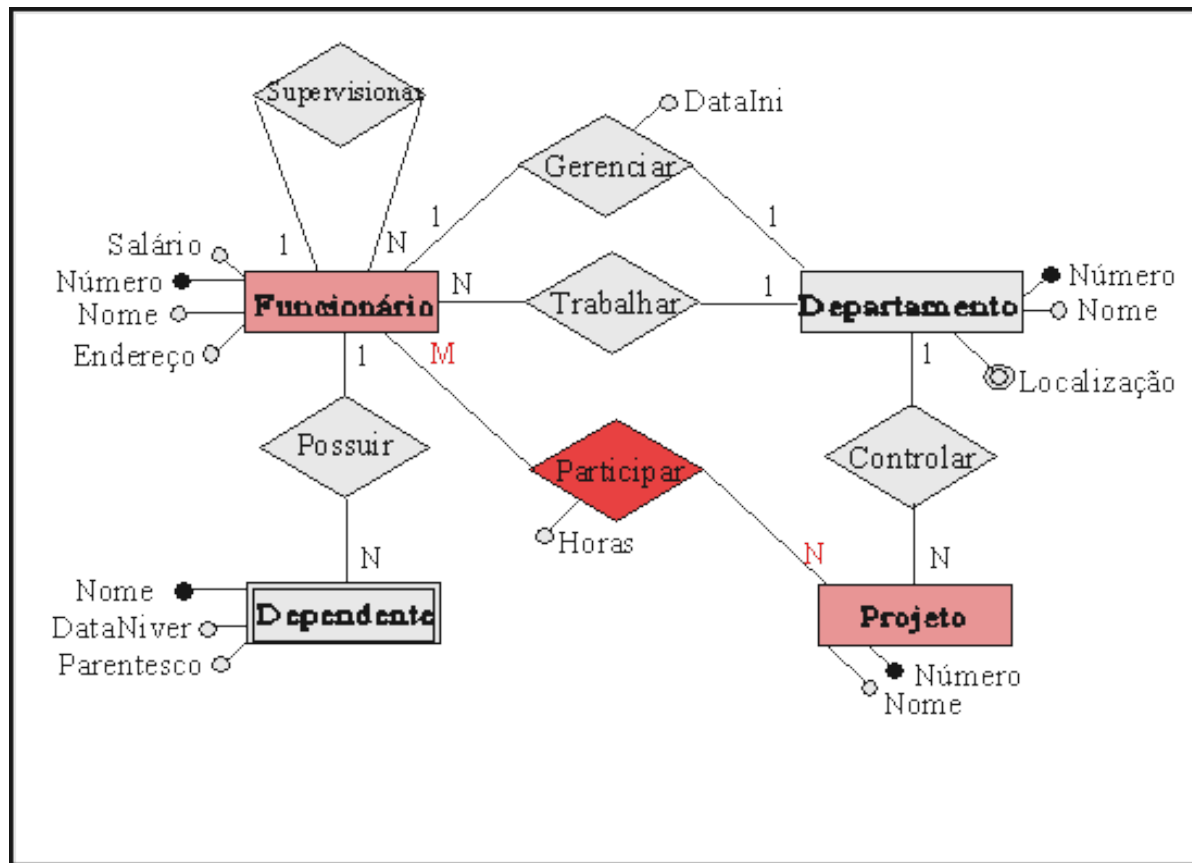 Supervisionar
DataIni
Gerenciar
1
1
1
N
Salário
Número
Nome
Endereço
Funcionário
N
Trabalhar
1
Departamento
Número
Nome
Localização
1
M
1
Possuir
Participar
Controlar
Horas
N
N
N
Nome
DataNiver
Parentesco
Dependente
Projeto
Número
Nome